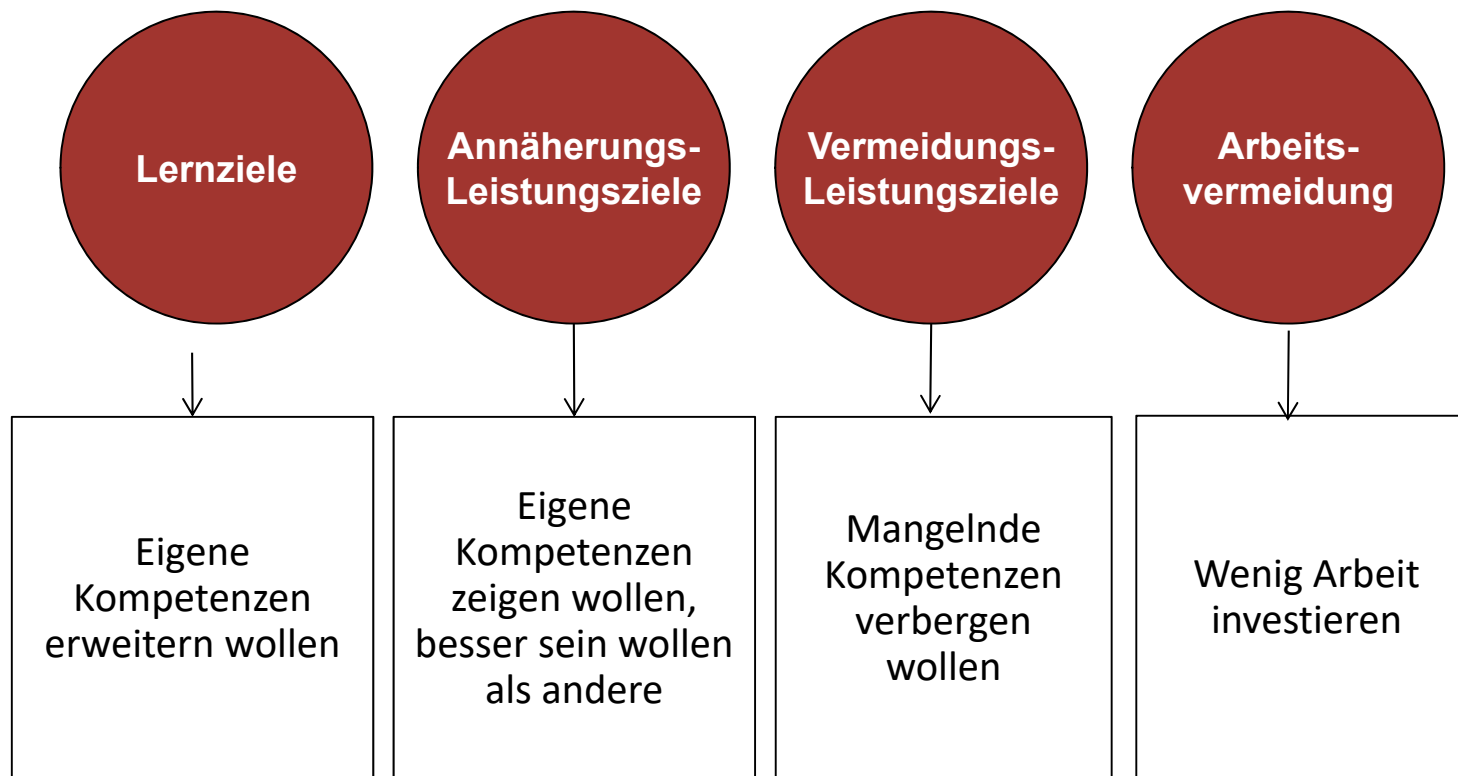 Lernziele
Annäherungs-
Leistungsziele
Vermeidungs-
Leistungsziele
Arbeits-
vermeidung
Eigene
Kompetenzen
erweitern wollen
Eigene
Kompetenzen
zeigen wollen,
besser sein wollen
als andere
Mangelnde
Kompetenzen
verbergen
wollen
Wenig Arbeit
investieren